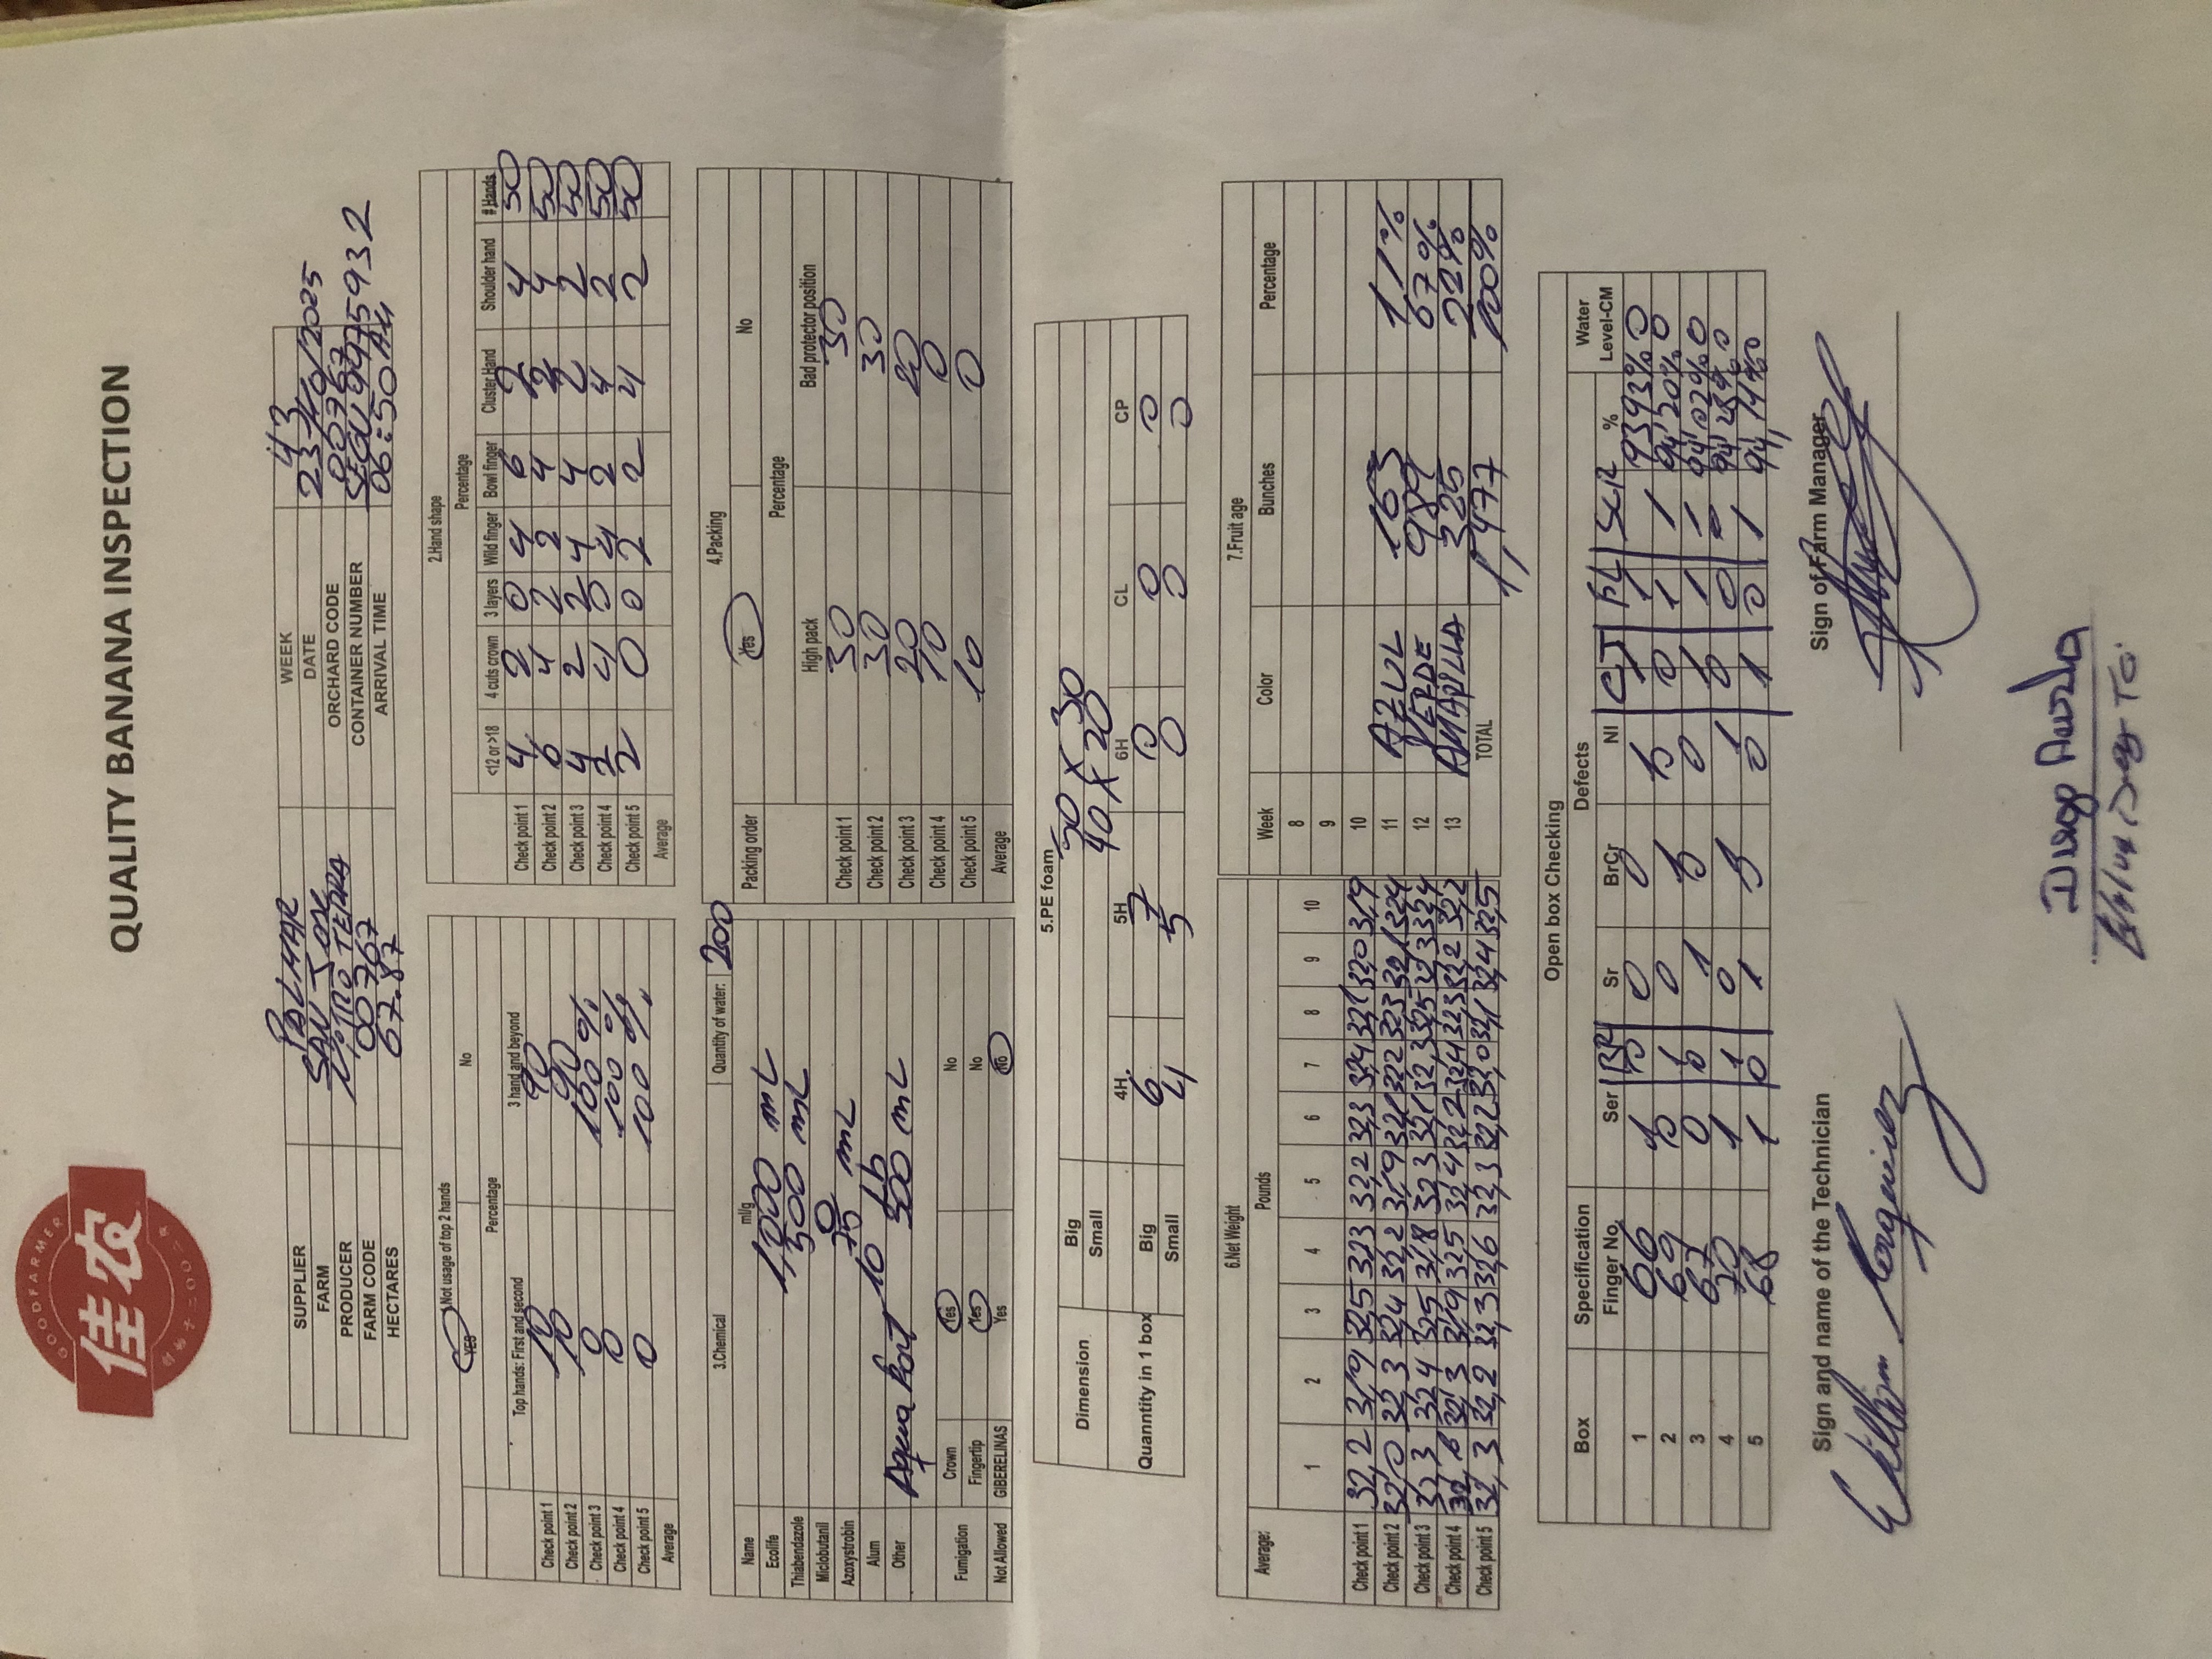 GOODFARMER
佳农
创始于二〇〇二年
QUALITY BANANA INSPECTION
SUPPLIER PALMAR WEEK 43
FARM SAN JOSE DATE 23/10/2025
PRODUCER NITRO TERRA ORCHARD CODE 00767
FARM CODE 00767 CONTAINER NUMBER SEGU 9975932
HECTARES 67.87 ARRIVAL TIME 06:50 AM
1.Not usage of top 2 hands
YES No
Percentage
Top hands: First and second 3 hand and beyond
Check point 1 10 90
Check point 2 10 90
Check point 3 0 100 %
Check point 4 0 100 %
Check point 5 0 100 %
Average
2.Hand shape
Percentage
<12 or >18 4 cuts crown 3 layers Wild finger Bowl finger Cluster Hand Shoulder hand # Hands
Check point 1 4 2 0 4 6 2 4 50
Check point 2 6 4 2 2 4 2 4 50
Check point 3 4 2 2 4 4 2 2 50
Check point 4 2 4 0 4 2 4 2 50
Check point 5 2 0 0 2 2 4 2 50
Average
3.Chemical Quantity of water: 200
Name ml/g
Ecolife 1,000 mL
Thiabendazole 500 mL
Miclobutanil 0
Azoxystrobin 75 mL
Alum 10 Lb
Other Aqua 500 mL
Fumigation Crown Yes No
Fingertip Yes No
Not Allowed GIBERELINAS Yes No
4.Packing
Packing order Yes No
Percentage
High pack Bad protector position
Check point 1 30 30
Check point 2 30 30
Check point 3 20 20
Check point 4 10 0
Check point 5 10 0
Average
5.PE foam
Dimension Big 50 x 30
Small 40 x 20
4H. 5H 6H CL CP
Quanntity in 1 box Big 6 7 0 0 0
Small 4 5 0 0 0
6.Net Weight
Average: Pounds
1 2 3 4 5 6 7 8 9 10
Check point 1 32,2 31,9 32,5 32,3 32,2 32,3 32,4 32,1 32,0 31,9
Check point 2 32,0 32,3 32,4 32,2 31,9 32,1 32,2 32,3 32,1 32,4
Check point 3 32,3 32,4 32,5 31,8 32,3 32,1 32,3 32,5 32,3 32,4
Check point 4 32,6 32,3 31,9 32,5 32,4 32,2 32,4 32,3 32,2 32,2
Check point 5 32,3 32,2 32,3 32,6 32,3 32,2 32,0 32,1 32,4 32,5
7.Fruit age
Week Color Bunches Percentage
8
9
10
11 AZUL 163 11%
12 VERDE 989 67%
13 AMARILLA 325 22%
TOTAL 1,477 100%
Open box Checking
Box Specification Defects Water
Finger No. Ser BR Sr BrCr NI CJ FL SCR % Level-CM
1 66 1 0 0 0 1 1 93,93% 0
2 69 0 1 0 0 1 1 94,20% 0
3 67 0 0 1 0 0 1 1 1 94,02% 0
4 70 1 1 0 1 0 0 94,28% 0
5 68 1 0 1 0 1 0 1 94,11% 0
Sign and name of the Technician Sign of Farm Manager
William
Diego